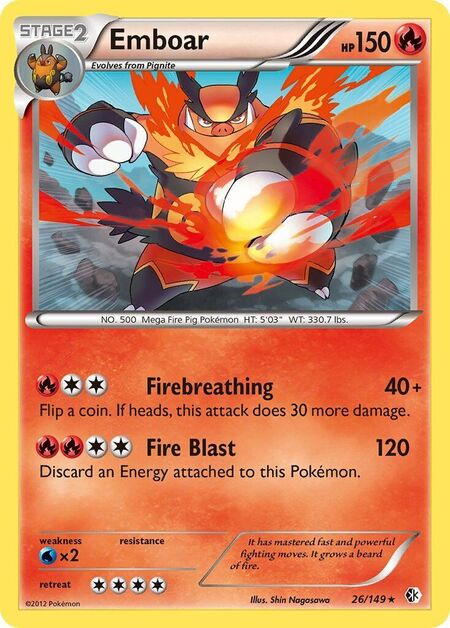 STAGE2 Emboar HP150
Evolves from Pignite
NO. 500 Mega Fire Pig Pokémon HT: 5'03" WT: 330.7 lbs.
Firebreathing 40+
Flip a coin. If heads, this attack does 30 more damage.
Fire Blast 120
Discard an Energy attached to this Pokémon.
weakness resistance
×2
It has mastered fast and powerful
fighting moves. It grows a beard
of fire.
retreat
©2012 Pokémon Illus. Shin Nagasawa 26/149★